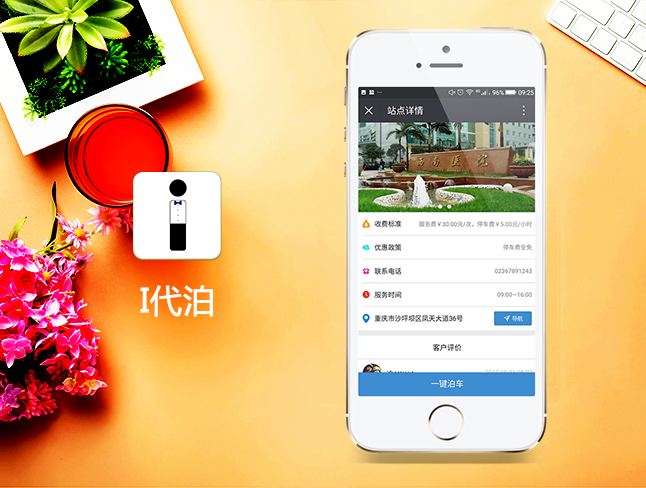 96% 09:25
站点详情
西南医院
收费标准 服务费￥30.00元/次，停车费￥5.00元/小时
优惠政策 停车费全免
联系电话 02367891243
服务时间 09:00~16:00
重庆市沙坪坝区凤天大道36号 导航
客户评价
一键泊车
I代泊